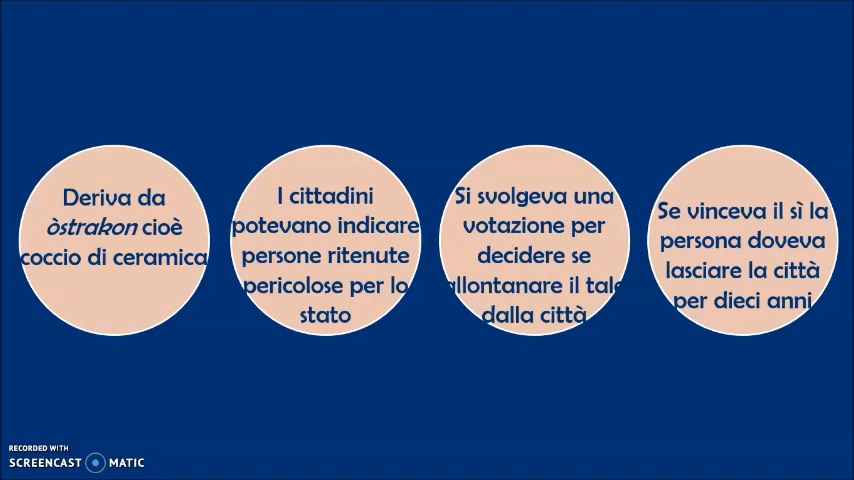 Deriva da
òstrakon cioè
coccio di ceramica
I cittadini
potevano indicare
persone ritenute
pericolose per lo
stato
Si svolgeva una
votazione per
decidere se
allontanare il tale
dalla città
Se vinceva il sì la
persona doveva
lasciare la città
per dieci anni
RECORDED WITH
SCREENCAST MATIC